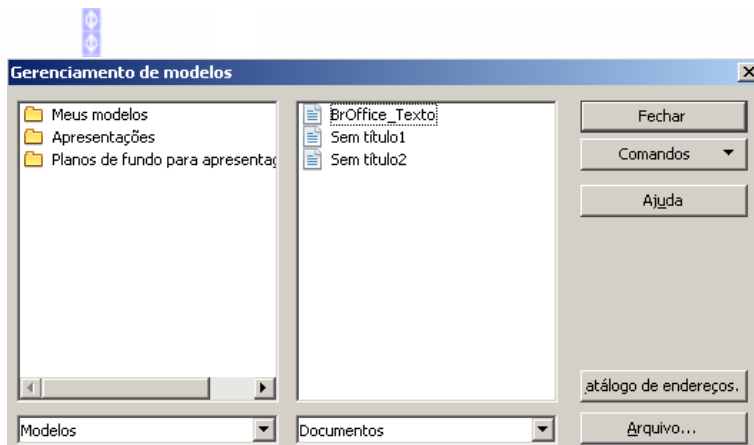 Gerenciamento de modelos
Meus modelos
Apresentações
Planos de fundo para apresentaç
BrOffice_Texto
Sem título1
Sem título2
Fechar
Comandos
Ajuda
atálogo de endereços.
Arquivo...
Modelos
Documentos